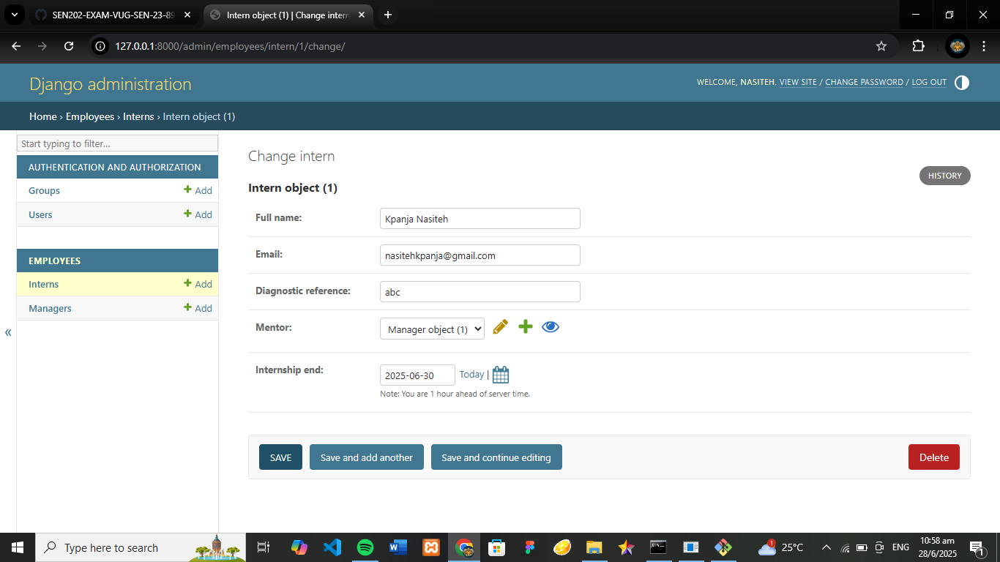 SEN202-EXAM-VUG-SEN-23-89
Intern object (1) | Change intern
127.0.0.1:8000/admin/employees/intern/1/change/
Django administration
WELCOME, NASITEH. VIEW SITE / CHANGE PASSWORD / LOG OUT
Home › Employees › Interns › Intern object (1)
Start typing to filter...
AUTHENTICATION AND AUTHORIZATION
Groups + Add
Users + Add
EMPLOYEES
Interns + Add
Managers + Add
«
Change intern
HISTORY
Intern object (1)
Full name: Kpanja Nasiteh
Email: nasitehkpanja@gmail.com
Diagnostic reference: abc
Mentor: Manager object (1)
Internship end: 2025-06-30 Today |
Note: You are 1 hour ahead of server time.
SAVE Save and add another Save and continue editing Delete
Type here to search
1 25°C ENG
10:58 am
28/6/2025
1